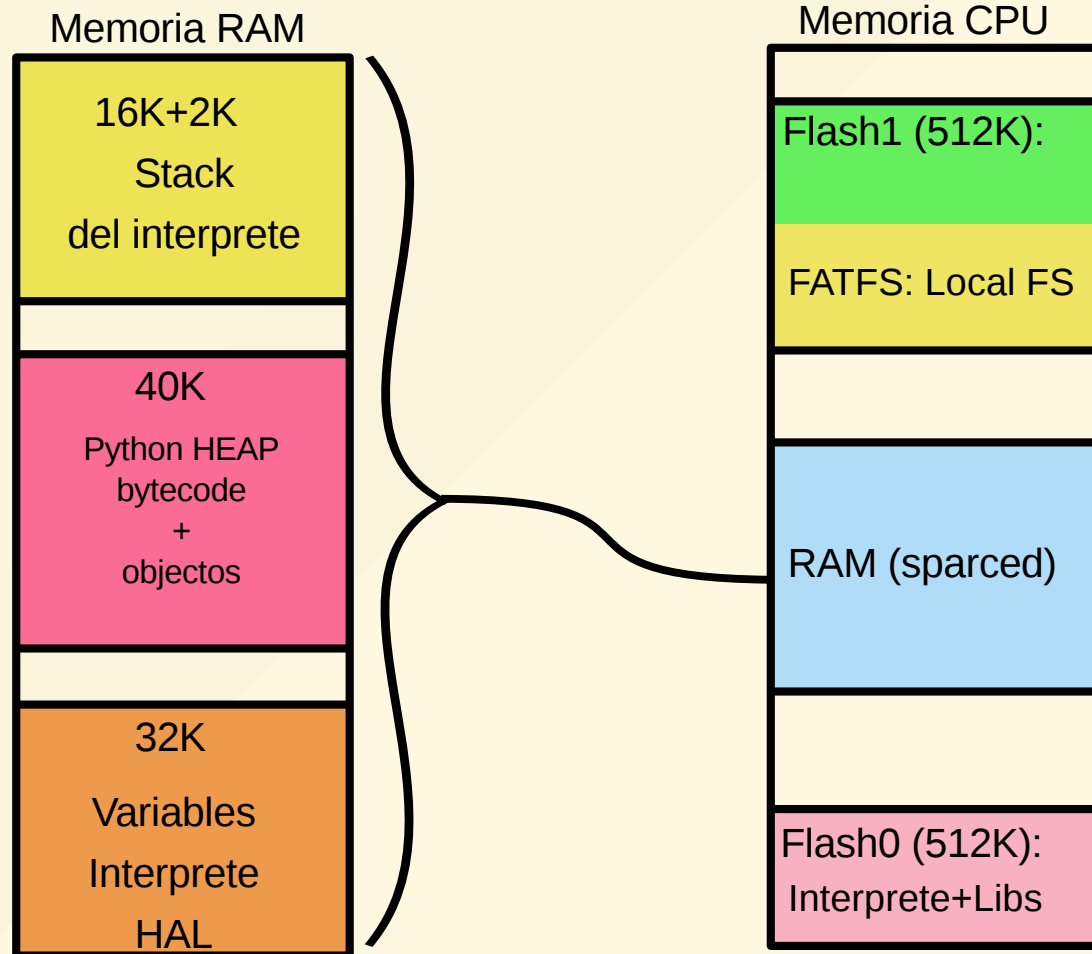 Memoria RAM
16K+2K
Stack
del interprete
40K
Python HEAP
bytecode
+
objectos
32K
Variables
Interprete
HAL
Memoria CPU
Flash1 (512K):
FATFS: Local FS
RAM (sparced)
Flash0 (512K):
Interprete+Libs